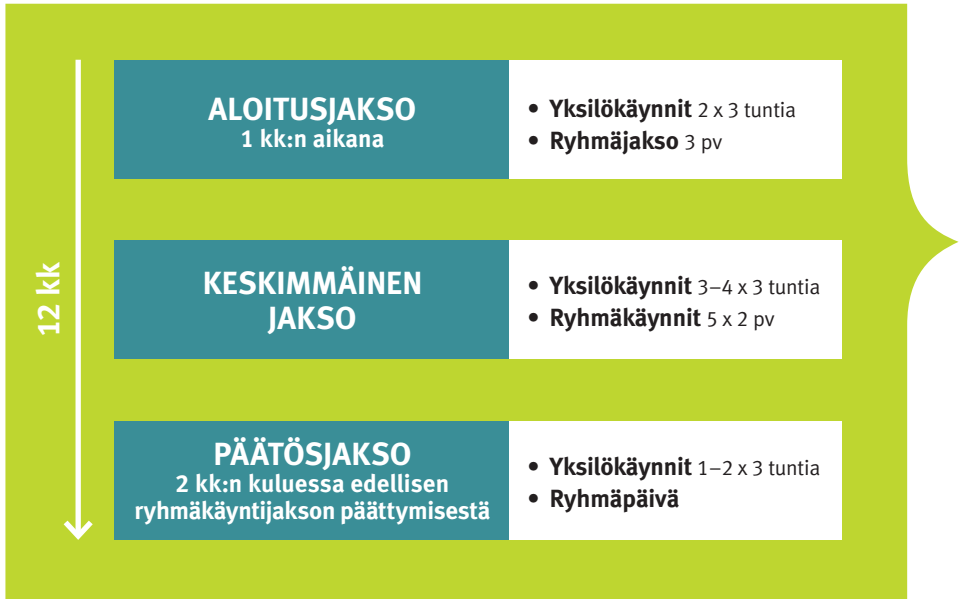 12 kk
ALOITUSJAKSO
1 kk:n aikana
• Yksilökäynnit 2 x 3 tuntia
• Ryhmäjakso 3 pv
KESKIMMÄINEN
JAKSO
• Yksilökäynnit 3–4 x 3 tuntia
• Ryhmäkäynnit 5 x 2 pv
PÄÄTÖSJAKSO
2 kk:n kuluessa edellisen
ryhmäkäyntijakson päättymisestä
• Yksilökäynnit 1–2 x 3 tuntia
• Ryhmäpäivä